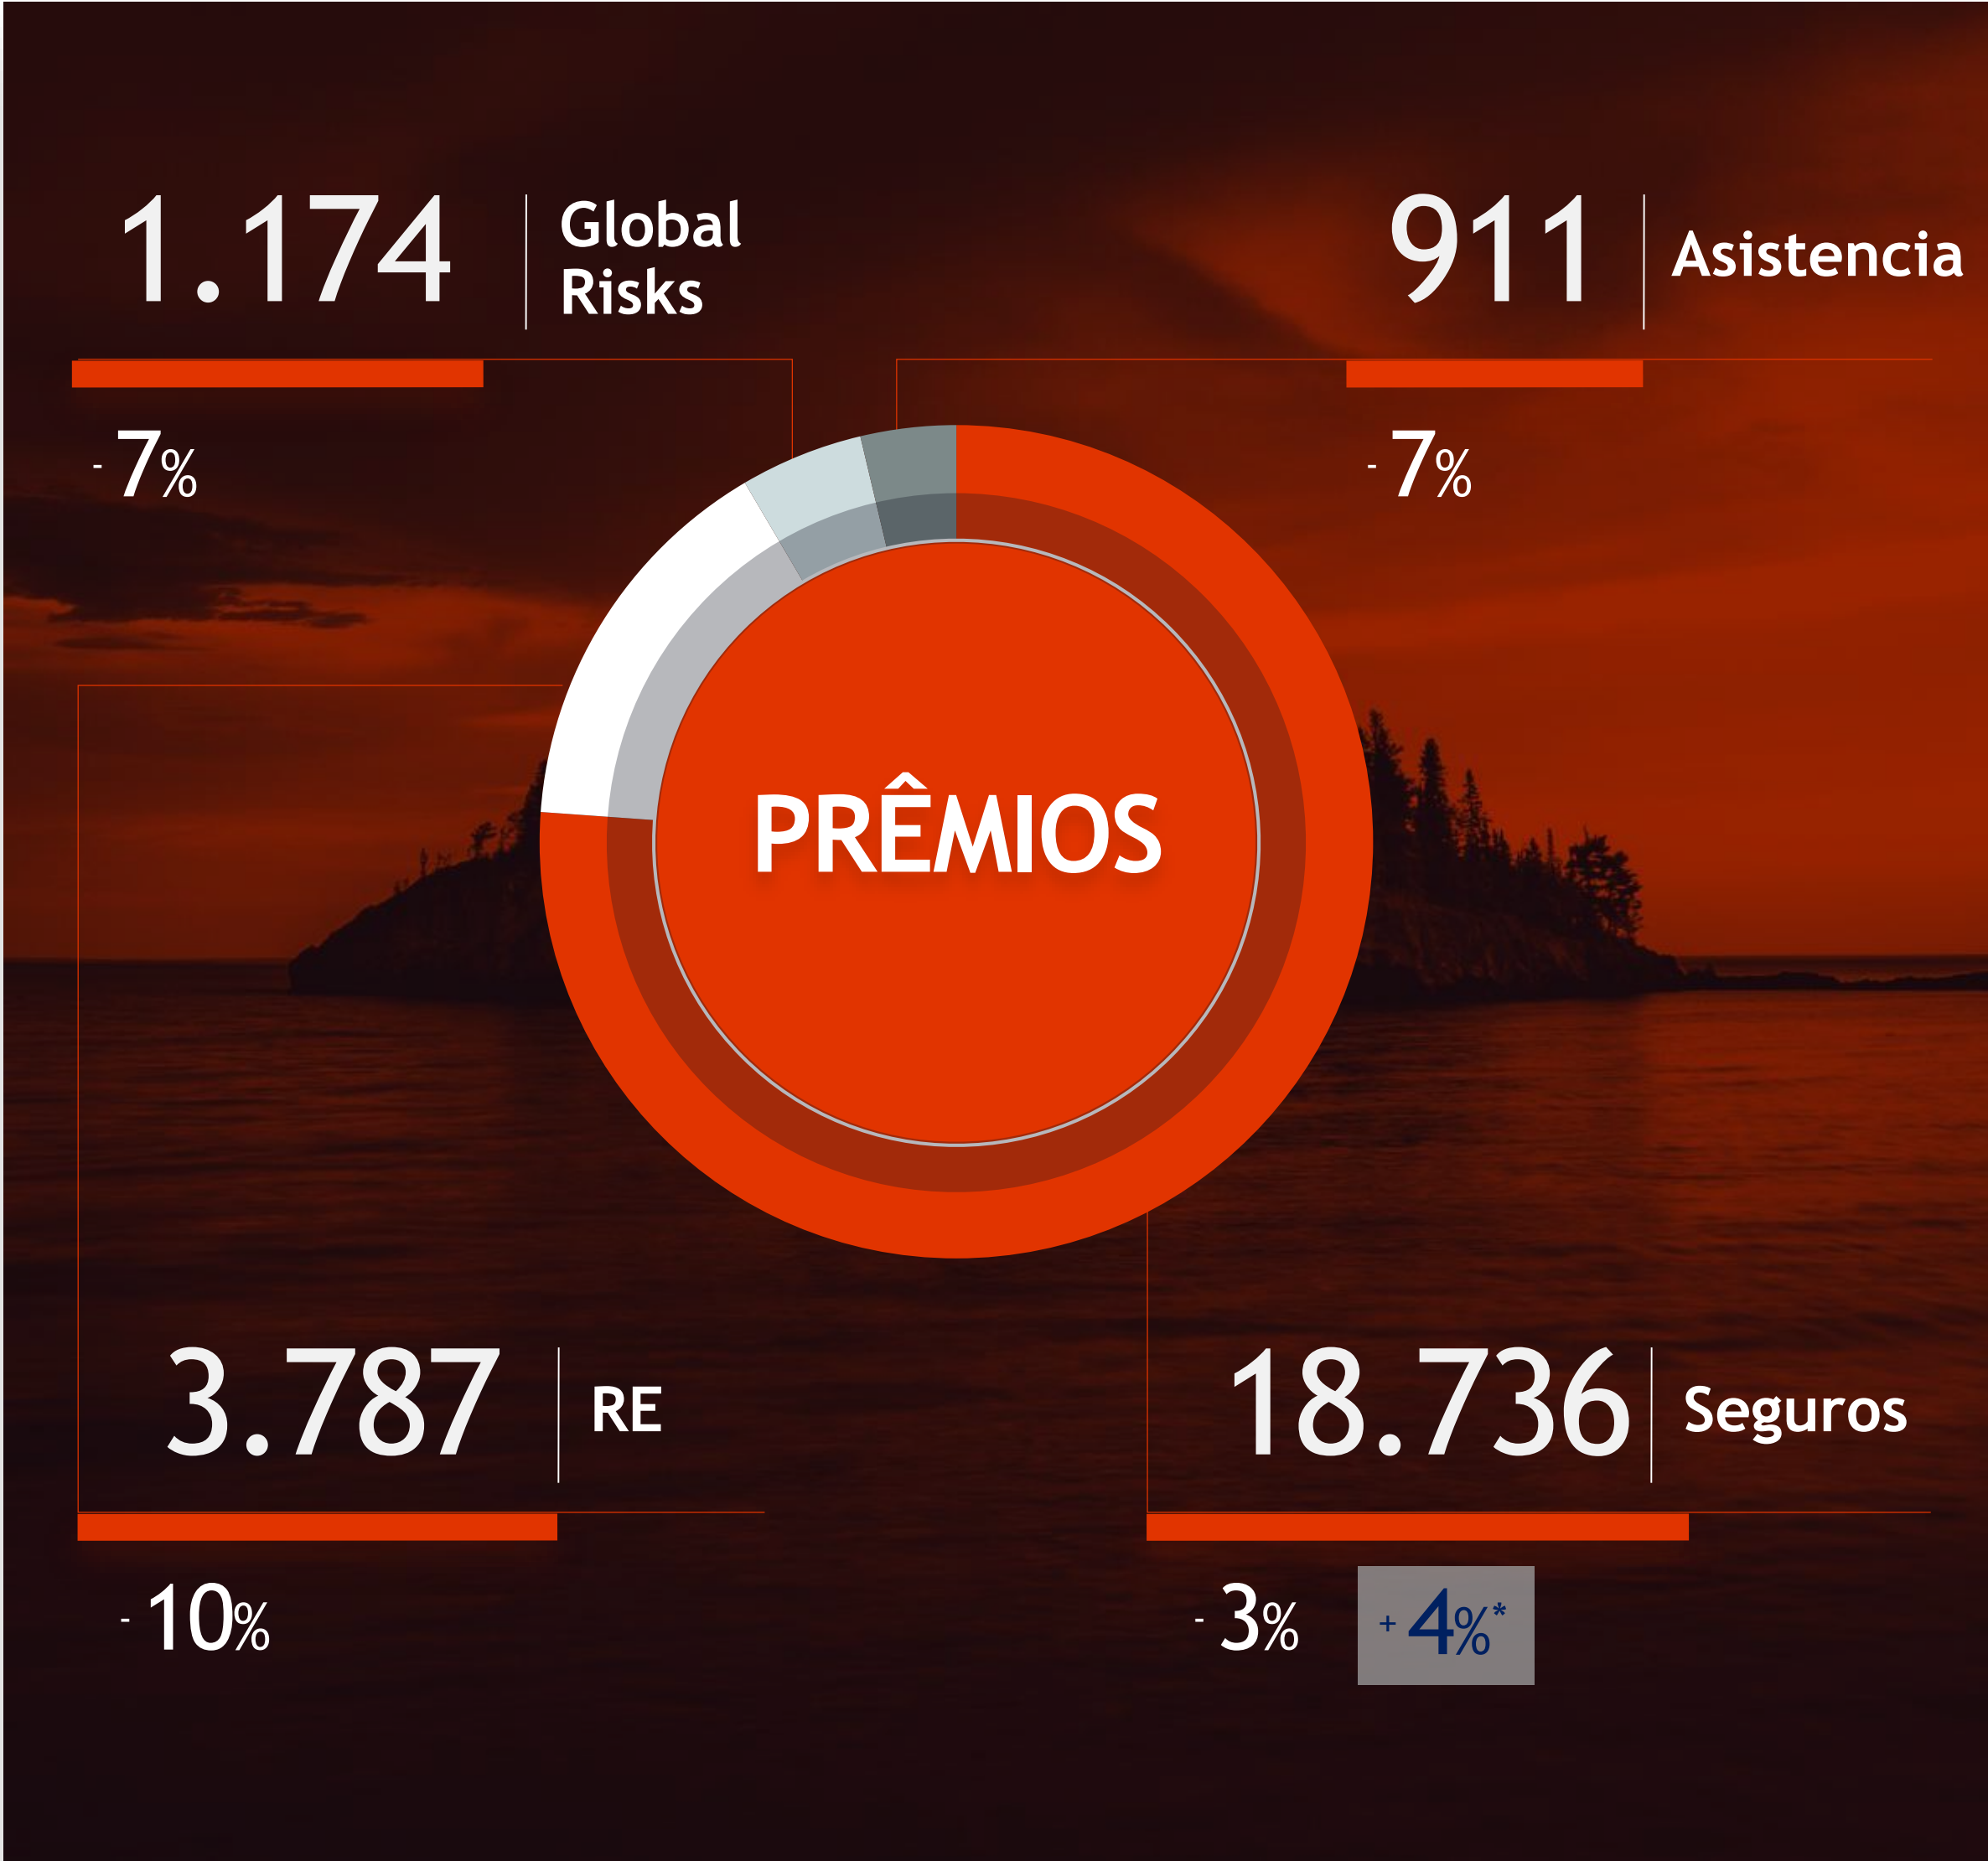 1.174
Global
Risks
- 7%
911
Asistencia
- 7%
PRÊMIOS
3.787
RE
- 10%
18.736
Seguros
- 3%
+ 4%*